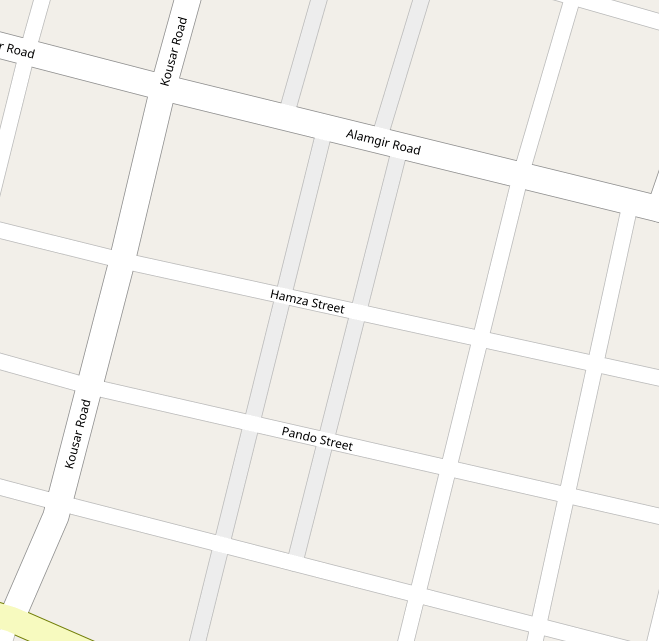 Kousar Road
r Road
Alamgir Road
Hamza Street
Kousar Road
Pando Street